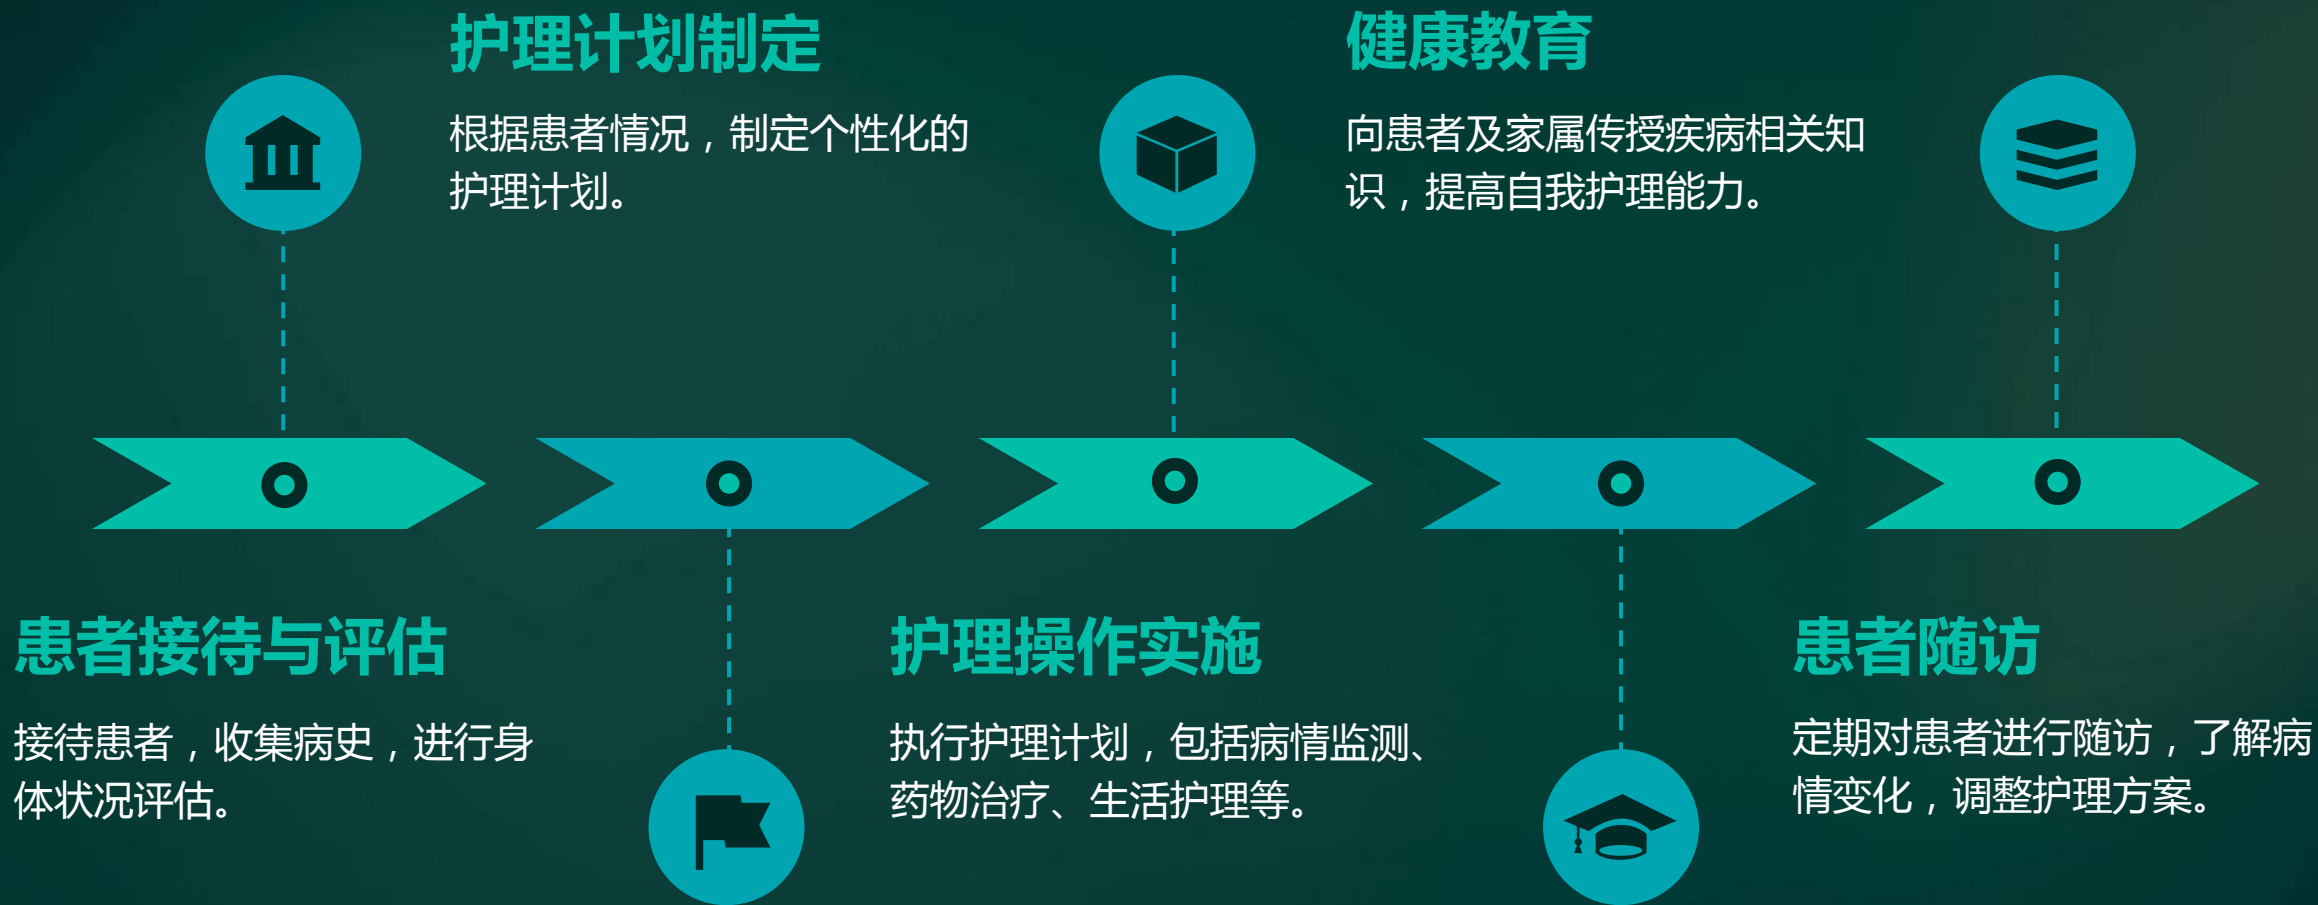 护理计划制定
根据患者情况，制定个性化的
护理计划。
健康教育
向患者及家属传授疾病相关知
识，提高自我护理能力。
患者接待与评估
接待患者，收集病史，进行身
体状况评估。
护理操作实施
执行护理计划，包括病情监测、
药物治疗、生活护理等。
患者随访
定期对患者进行随访，了解病
情变化，调整护理方案。